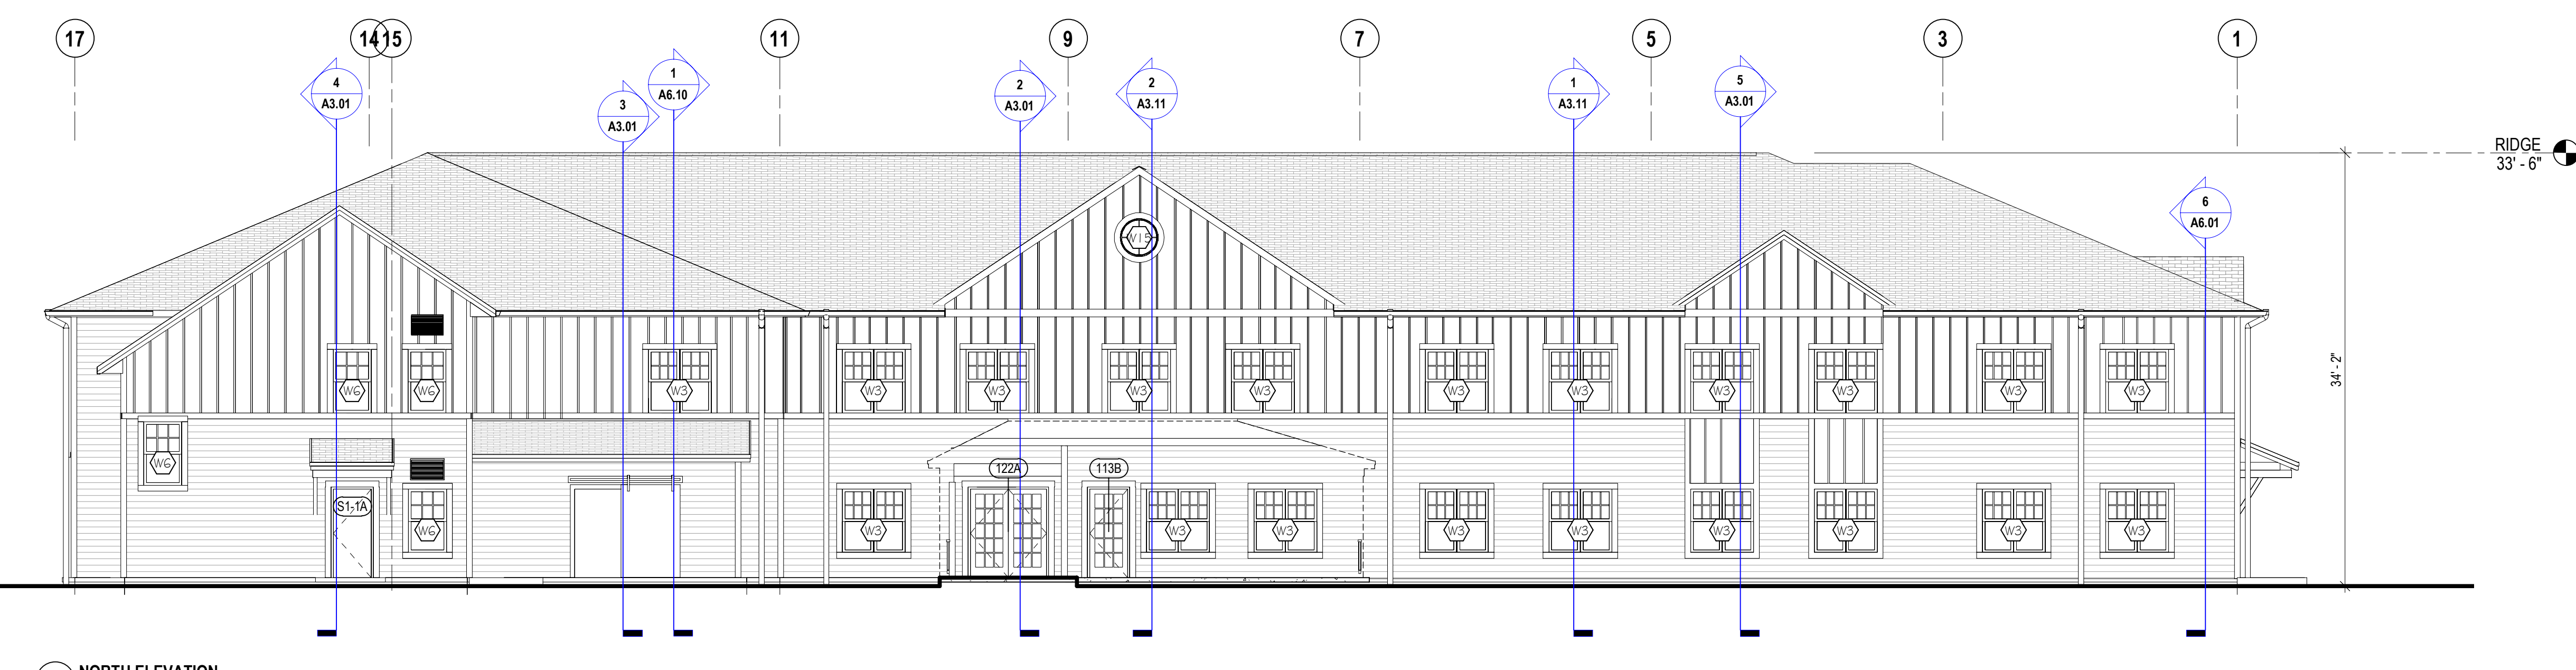 17
14
15
11
9
7
5
3
1
4
A3.01
3
A3.01
1
A6.10
2
A3.01
2
A3.11
1
A3.11
5
A3.01
6
A6.01
RIDGE
33' - 6"
34' - 2"
W15
W6
W6
W3
W3
W3
W3
W3
W3
W3
W3
W3
W3
W3
W6
S1-1A
W6
122A
113B
W3
W3
W3
W3
W3
W3
W3
W3
W3
NORTH ELEVATION